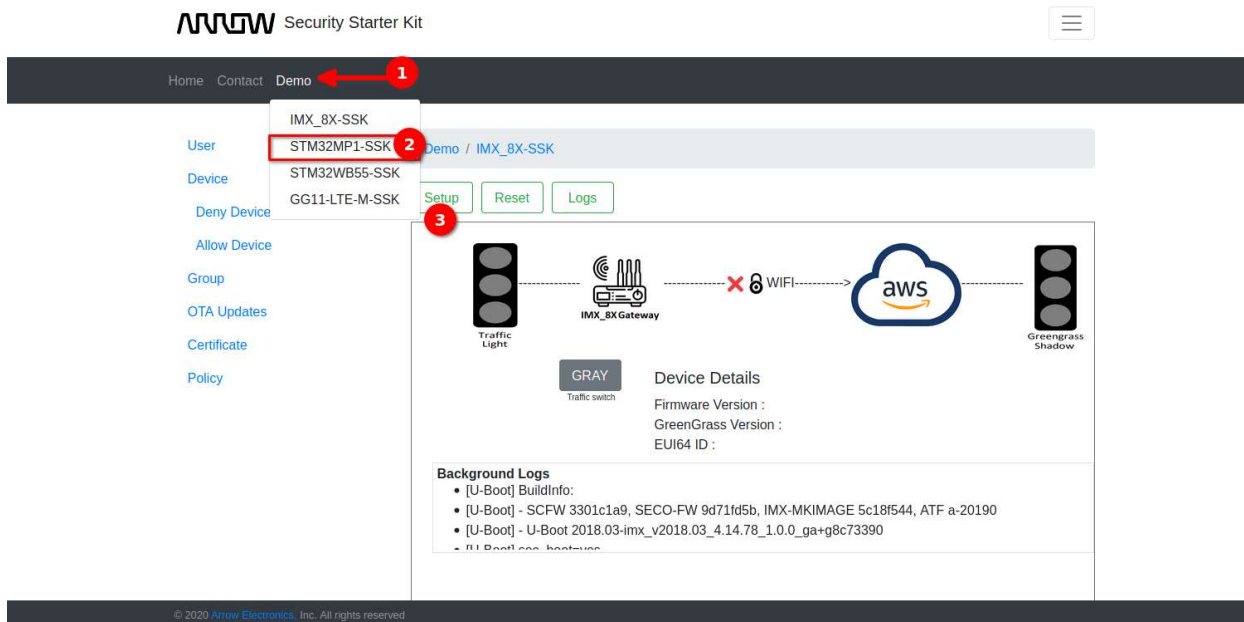 ARROW Security Starter Kit
Home Contact Demo 1
IMX_8X-SSK
STM32MP1-SSK 2
STM32WB55-SSK
GG11-LTE-M-SSK
User
Device
Deny Device
Allow Device
Group
OTA Updates
Certificate
Policy
Demo / IMX_8X-SSK
Setup Reset Logs
3
WIFI
aws
IMX_8X Gateway
Traffic
Light
Greengrass
Shadow
GRAY
Traffic switch
Device Details
Firmware Version :
GreenGrass Version :
EUI64 ID :
Background Logs
• [U-Boot] BuildInfo:
• [U-Boot] - SCFW 3301c1a9, SECO-FW 9d71fd5b, IMX-MKIMAGE 5c18f544, ATF a-20190
• [U-Boot] - U-Boot 2018.03-imx_v2018.03_4.14.78_1.0.0_ga+g8c73390
• [U-Boot] sec_boot=yes
© 2020 Arrow Electronics, Inc. All rights reserved